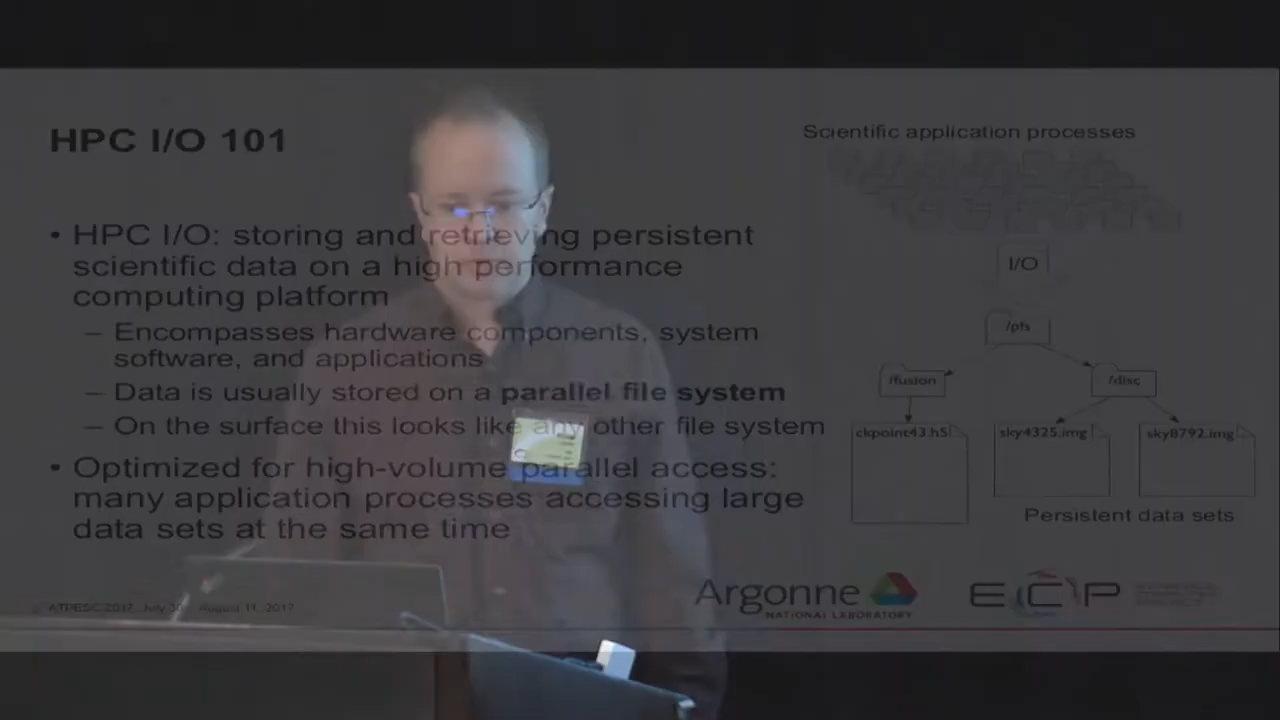 HPC I/O 101
• HPC I/O: storing and retrieving persistent
scientific data on a high performance
computing platform
– Encompasses hardware components, system
software, and applications
– Data is usually stored on a parallel file system
– On the surface this looks like any other file system
• Optimized for high-volume parallel access:
many application processes accessing large
data sets at the same time
Scientific application processes
I/O
/pfs
/fusion
/disc
ckpoint43.h5
sky4325.img
sky8792.img
Persistent data sets
ATPESC 2017, July 30 – August 11, 2017
Argonne
NATIONAL LABORATORY
ECP